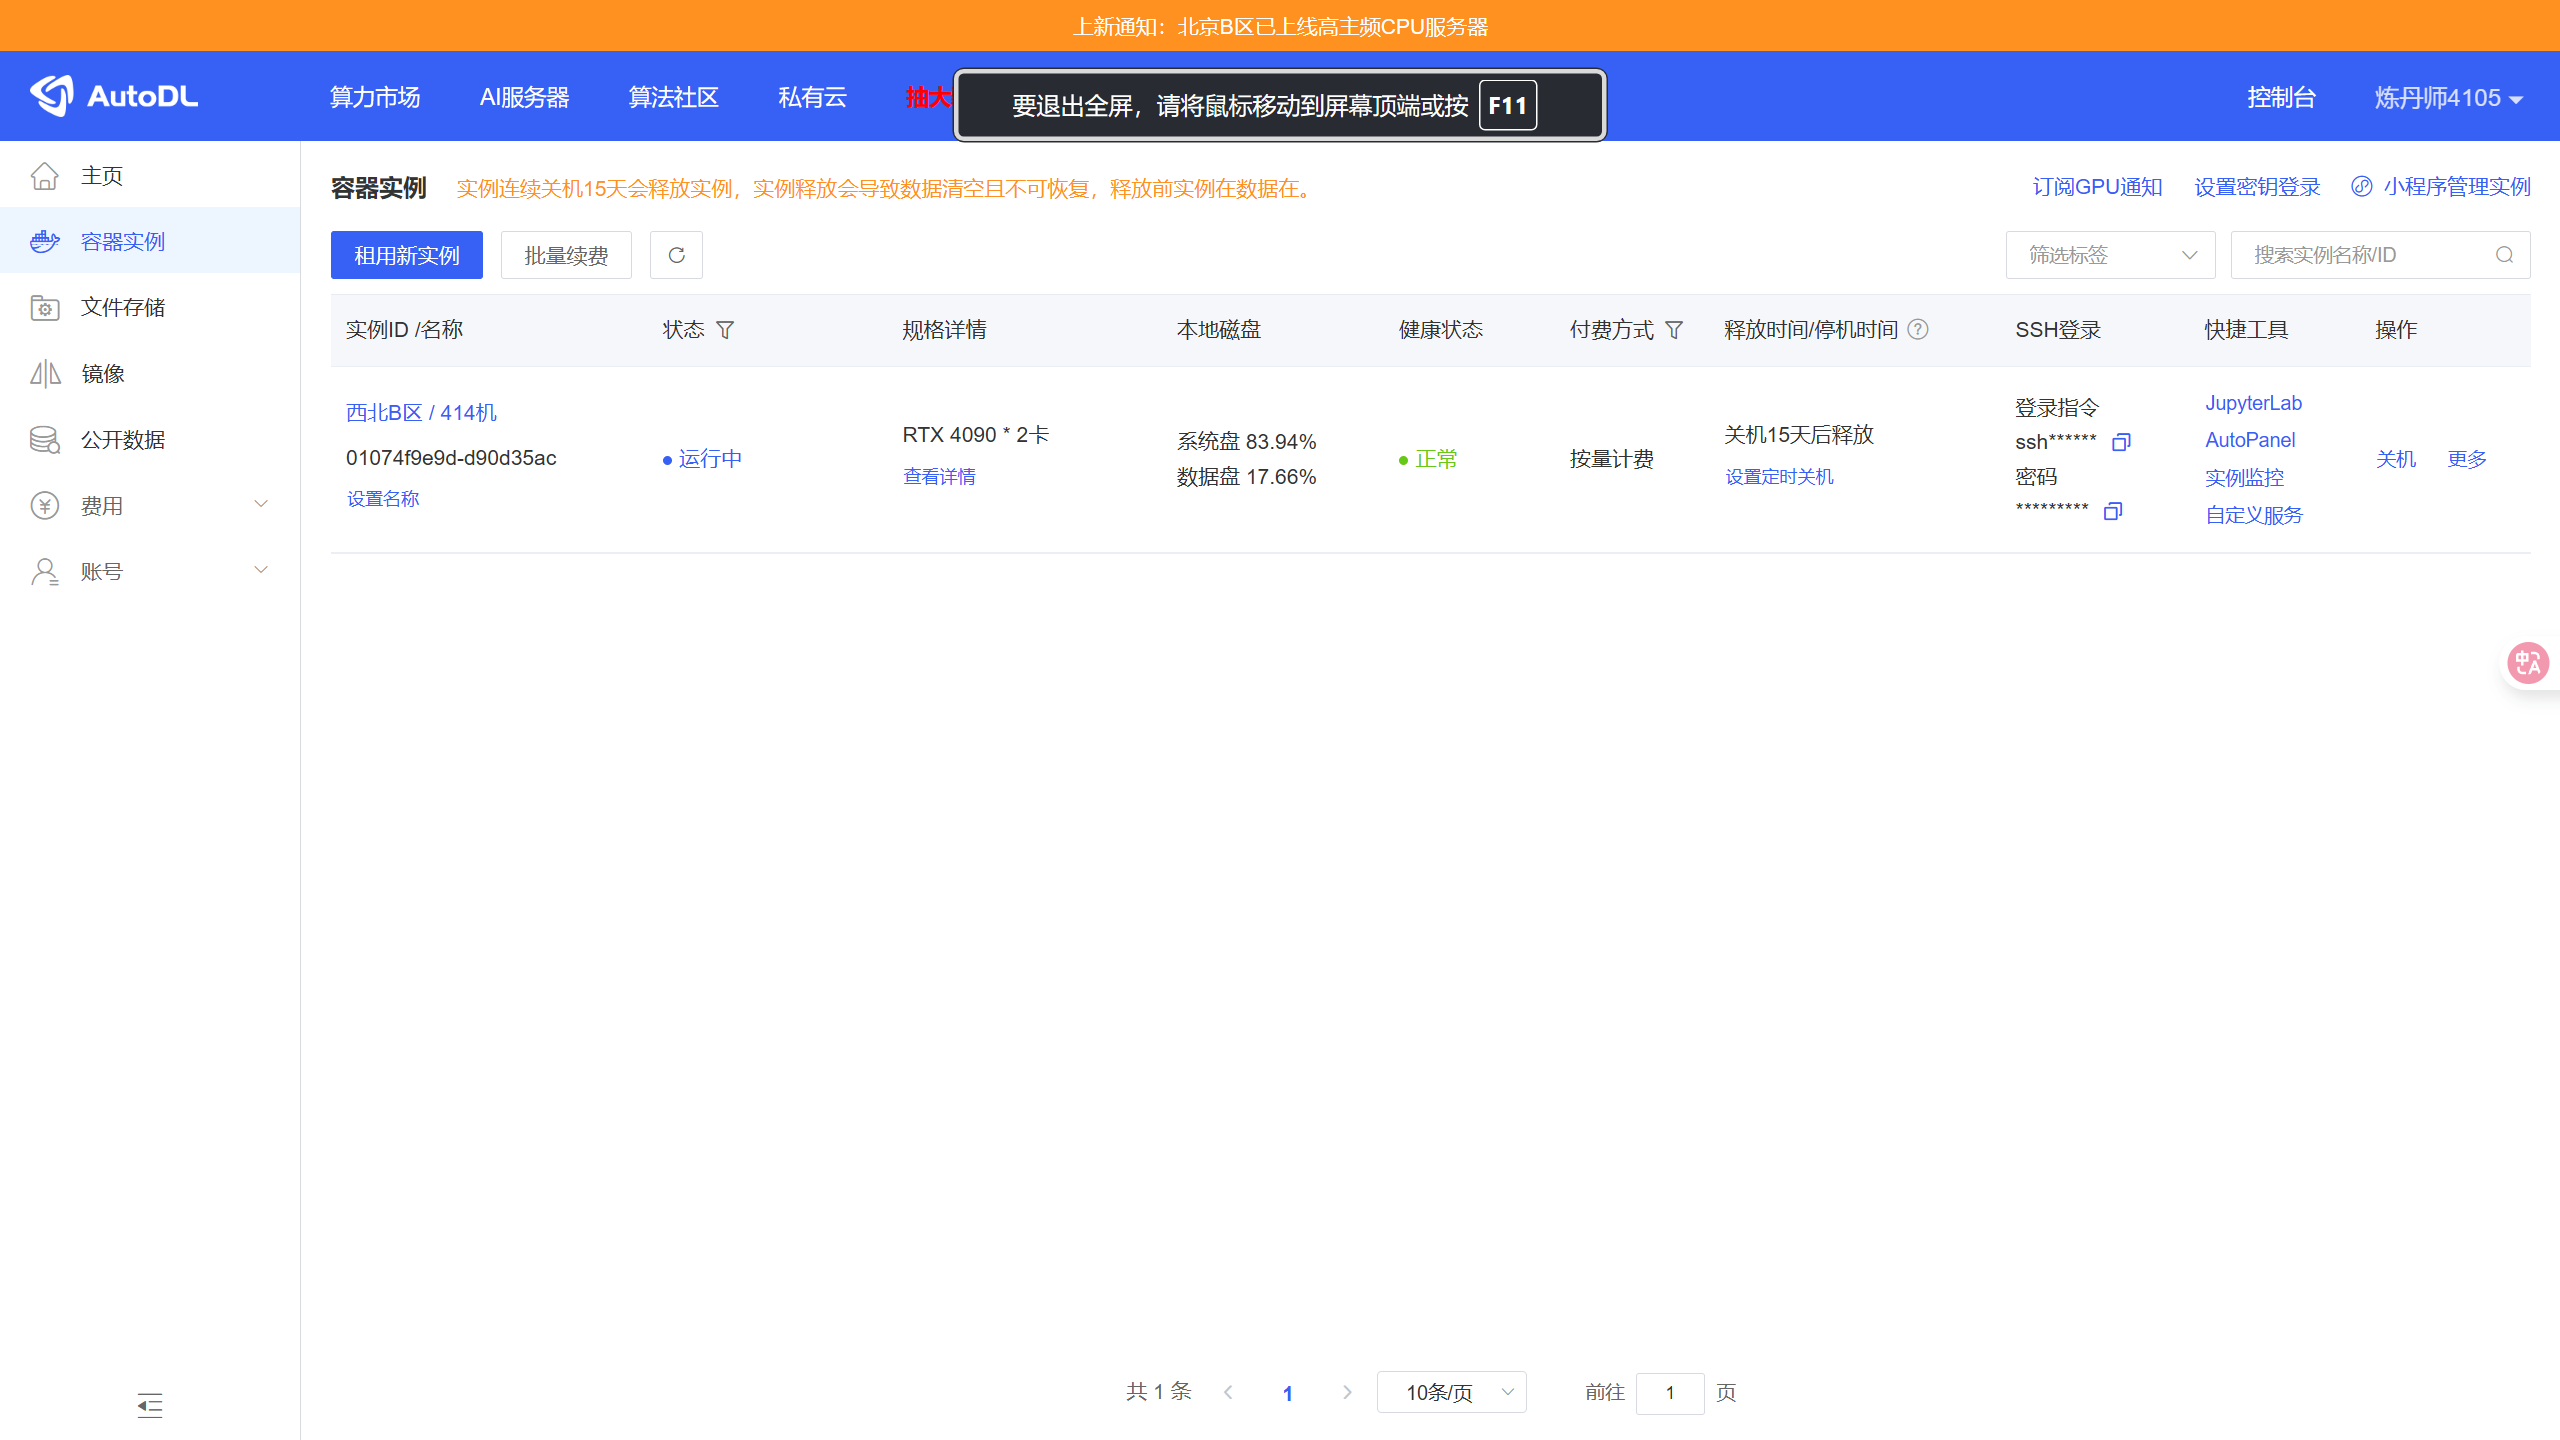 上新通知：北京B区已上线高主频CPU服务器
AutoDL
算力市场
AI服务器
算法社区
私有云
抽大
要退出全屏，请将鼠标移动到屏幕顶端或按 F11
控制台
炼丹师4105
主页
容器实例
文件存储
镜像
公开数据
费用
账号
容器实例
实例连续关机15天会释放实例，实例释放会导致数据清空且不可恢复，释放前实例在数据在。
订阅GPU通知
设置密钥登录
小程序管理实例
租用新实例
批量续费
筛选标签
搜索实例名称/ID
实例ID /名称
状态
规格详情
本地磁盘
健康状态
付费方式
释放时间/停机时间
SSH登录
快捷工具
操作
西北B区 / 414机
01074f9e9d-d90d35ac
设置名称
运行中
RTX 4090 * 2卡
查看详情
系统盘 83.94%
数据盘 17.66%
正常
按量计费
关机15天后释放
设置定时关机
登录指令
ssh******
密码
*********
JupyterLab
AutoPanel
实例监控
自定义服务
关机
更多
中A
共 1 条
1
10条/页
前往 1 页